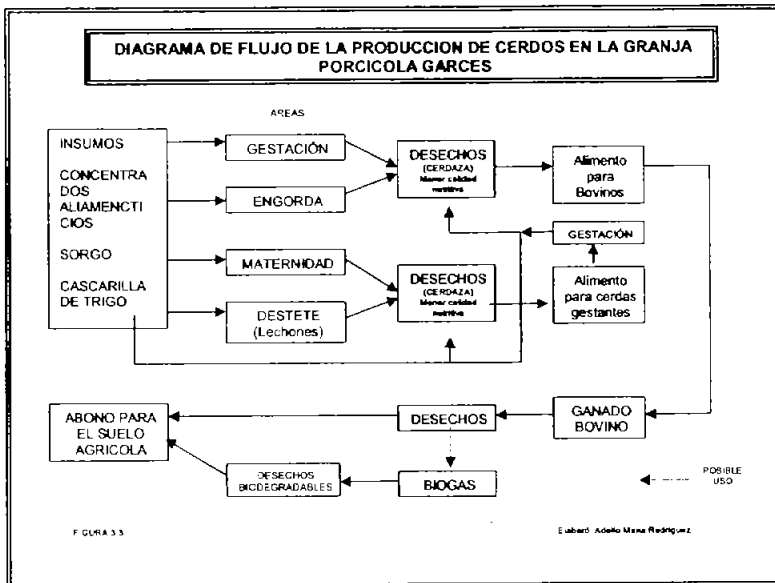 DIAGRAMA DE FLUJO DE LA PRODUCCION DE CERDOS EN LA GRANJA
PORCICOLA GARCES
AREAS
INSUMOS
CONCENTRA
DOS
ALIAMENCTI
CIOS
SORGO
CASCARILLA
DE TRIGO
GESTACIÓN
ENGORDA
MATERNIDAD
DESTETE
(Lechones)
DESECHOS
(CERDAZA)
Menor calidad
nutritiva
DESECHOS
(CERDAZA)
Menor calidad
nutritiva
Alimento
para
Bovinos
GESTACIÓN
Alimento
para cerdas
gestantes
ABONO PARA
EL SUELO
AGRICOLA
DESECHOS
GANADO
BOVINO
DESECHOS
BIODEGRADABLES
BIOGAS
POSIBLE
USO
FIGURA 3.3
Elaboró: Adelfo Rodríguez